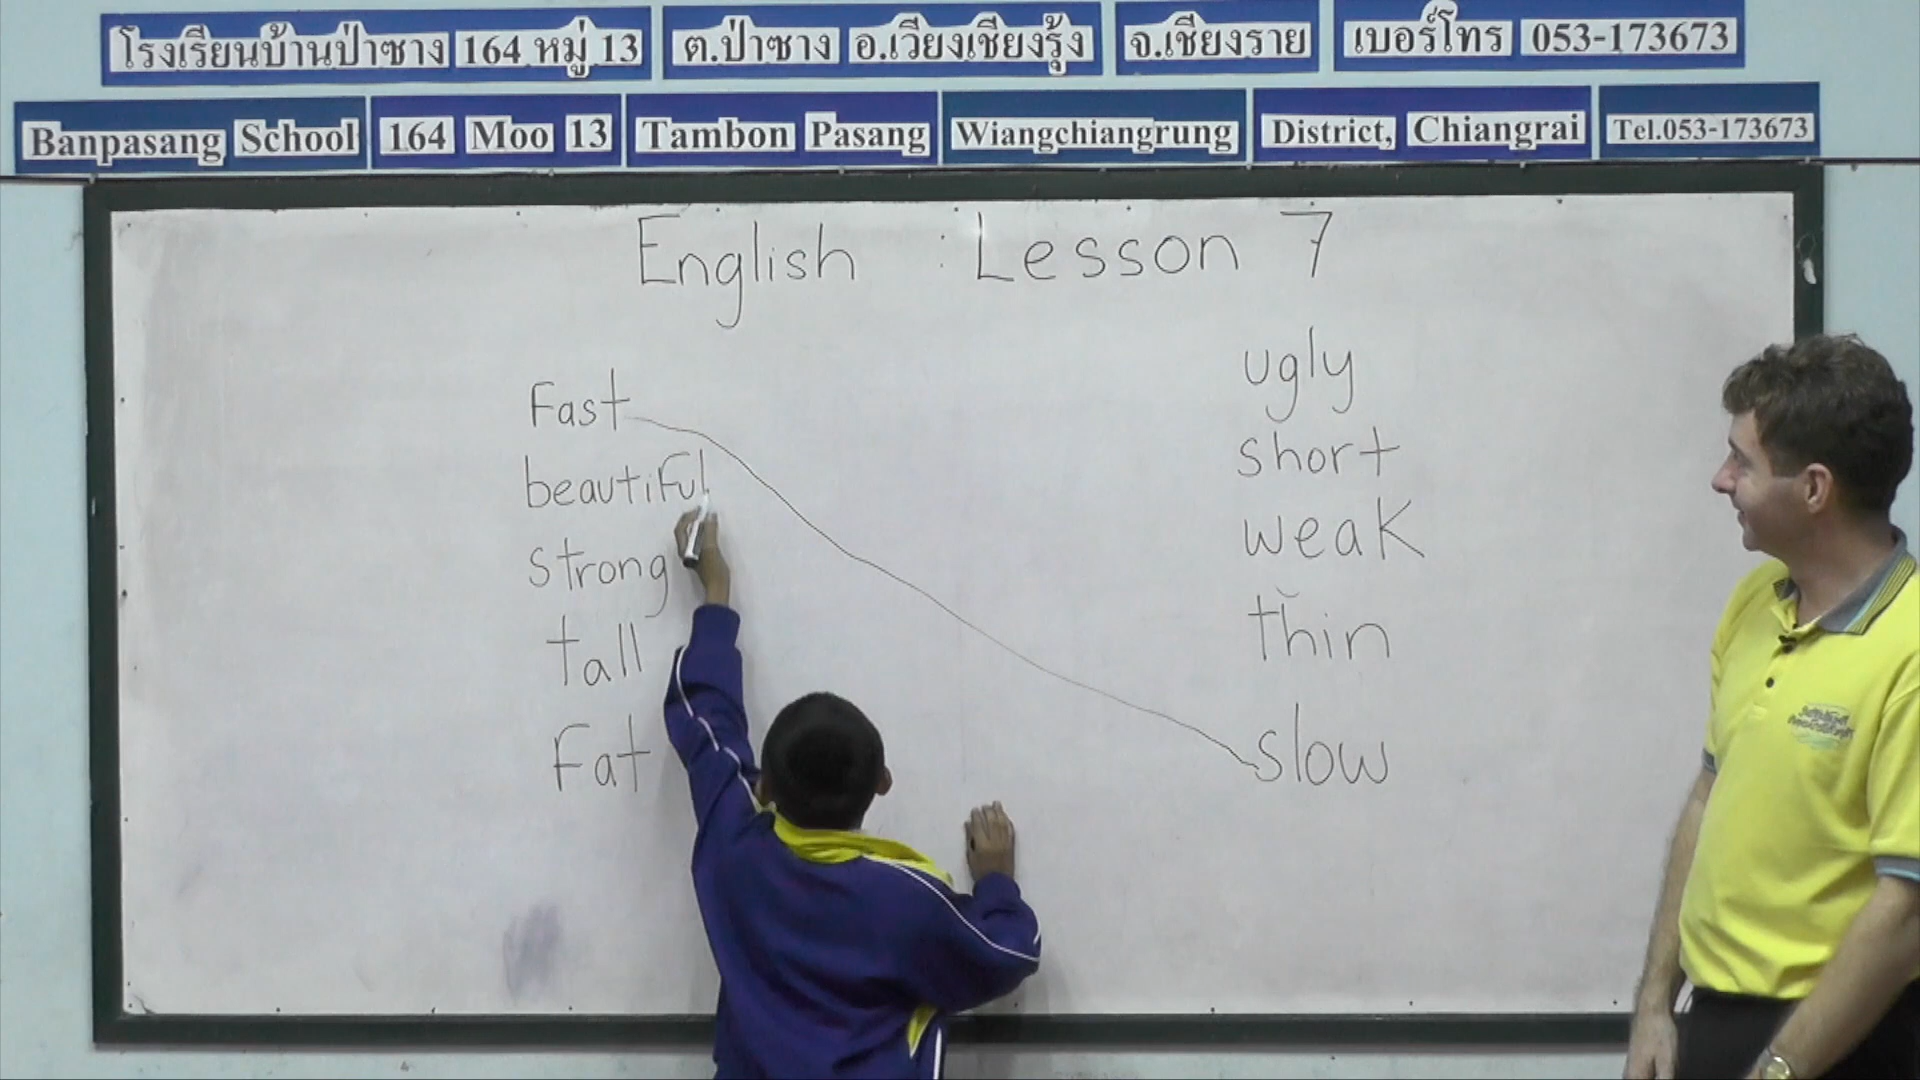 โรงเรียนบ้านป่าซาง 164 หมู่ 13 ต.ป่าซาง อ.เวียงเชียงรุ้ง จ.เชียงราย เบอร์โทร 053-173673
Banpasang School 164 Moo 13 Tambon Pasang Wiangchiangrung District, Chiangrai Tel.053-173673
English : Lesson 7
Fast
beautiful
strong
tall
Fat
ugly
short
weak
thin
slow